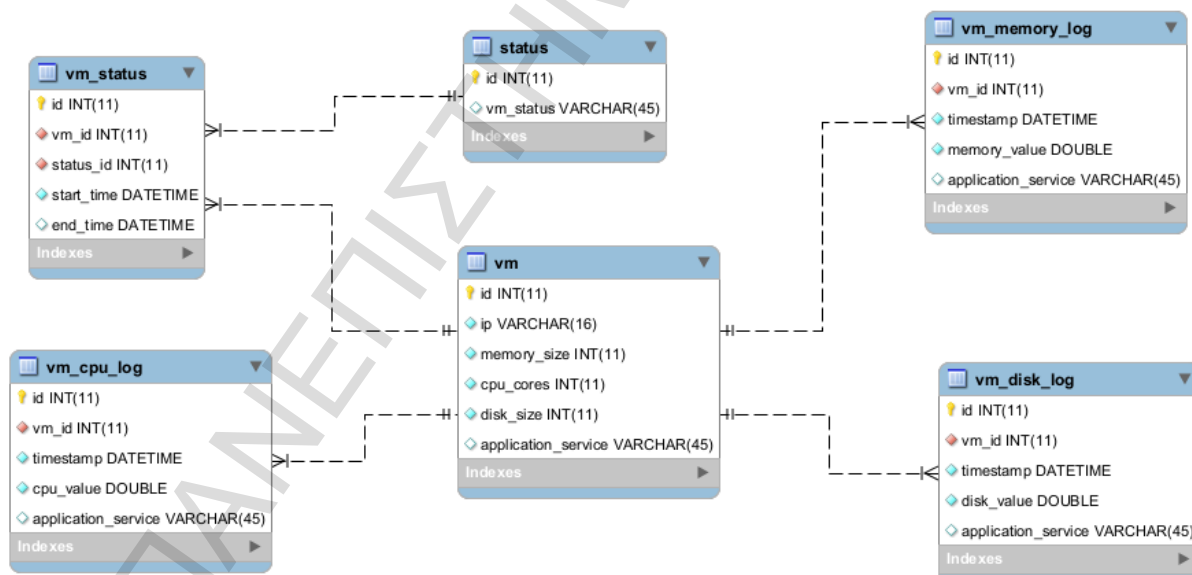 vm_status
id INT(11)
vm_id INT(11)
status_id INT(11)
start_time DATETIME
end_time DATETIME
Indexes
status
id INT(11)
vm_status VARCHAR(45)
Indexes
vm_memory_log
id INT(11)
vm_id INT(11)
timestamp DATETIME
memory_value DOUBLE
application_service VARCHAR(45)
Indexes
vm
id INT(11)
ip VARCHAR(16)
memory_size INT(11)
cpu_cores INT(11)
disk_size INT(11)
application_service VARCHAR(45)
Indexes
vm_cpu_log
id INT(11)
vm_id INT(11)
timestamp DATETIME
cpu_value DOUBLE
application_service VARCHAR(45)
Indexes
vm_disk_log
id INT(11)
vm_id INT(11)
timestamp DATETIME
disk_value DOUBLE
application_service VARCHAR(45)
Indexes
ΠΑΝΕΠΙΣΤΗΜ